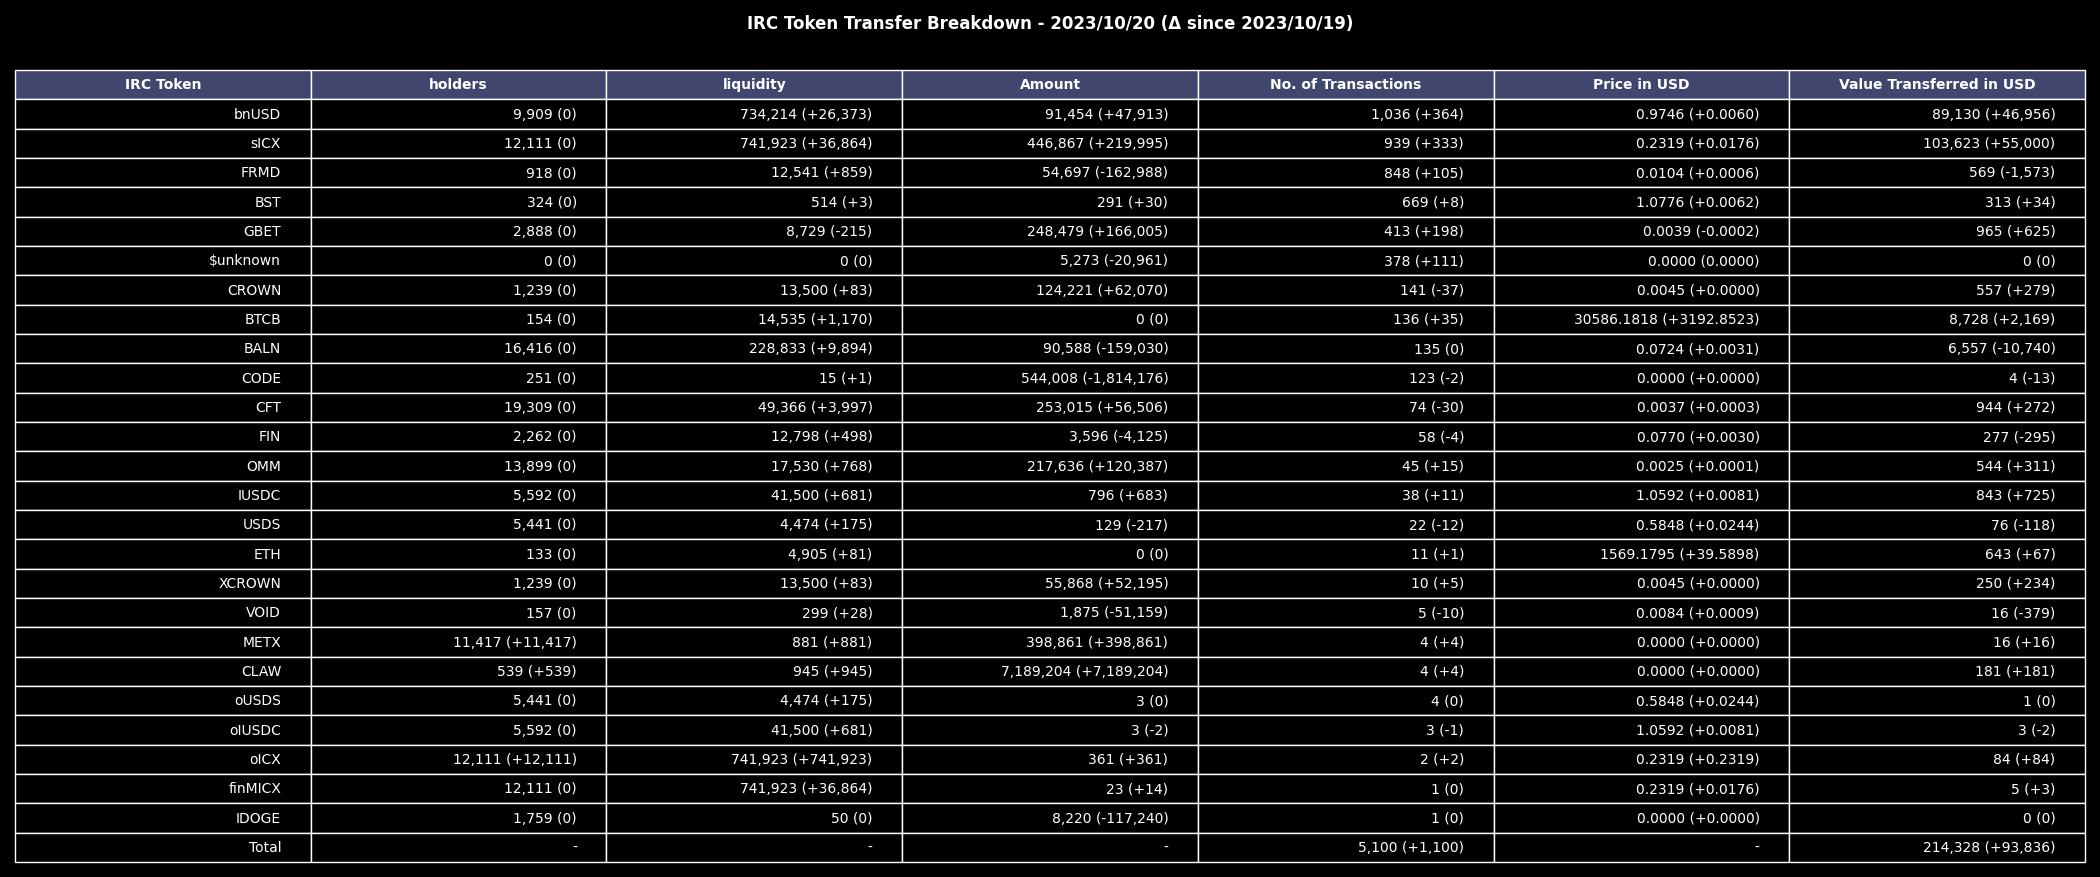 IRC Token Transfer Breakdown - 2023/10/20 (Δ since 2023/10/19)
IRC Token holders liquidity Amount No. of Transactions Price in USD Value Transferred in USD
bnUSD 9,909 (0) 734,214 (+26,373) 91,454 (+47,913) 1,036 (+364) 0.9746 (+0.0060) 89,130 (+46,956)
sICX 12,111 (0) 741,923 (+36,864) 446,867 (+219,995) 939 (+333) 0.2319 (+0.0176) 103,623 (+55,000)
FRMD 918 (0) 12,541 (+859) 54,697 (-162,988) 848 (+105) 0.0104 (+0.0006) 569 (-1,573)
BST 324 (0) 514 (+3) 291 (+30) 669 (+8) 1.0776 (+0.0062) 313 (+34)
GBET 2,888 (0) 8,729 (-215) 248,479 (+166,005) 413 (+198) 0.0039 (-0.0002) 965 (+625)
$unknown 0 (0) 0 (0) 5,273 (-20,961) 378 (+111) 0.0000 (0.0000) 0 (0)
CROWN 1,239 (0) 13,500 (+83) 124,221 (+62,070) 141 (-37) 0.0045 (+0.0000) 557 (+279)
BTCB 154 (0) 14,535 (+1,170) 0 (0) 136 (+35) 30586.1818 (+3192.8523) 8,728 (+2,169)
BALN 16,416 (0) 228,833 (+9,894) 90,588 (-159,030) 135 (0) 0.0724 (+0.0031) 6,557 (-10,740)
CODE 251 (0) 15 (+1) 544,008 (-1,814,176) 123 (-2) 0.0000 (+0.0000) 4 (-13)
CFT 19,309 (0) 49,366 (+3,997) 253,015 (+56,506) 74 (-30) 0.0037 (+0.0003) 944 (+272)
FIN 2,262 (0) 12,798 (+498) 3,596 (-4,125) 58 (-4) 0.0770 (+0.0030) 277 (-295)
OMM 13,899 (0) 17,530 (+768) 217,636 (+120,387) 45 (+15) 0.0025 (+0.0001) 544 (+311)
IUSDC 5,592 (0) 41,500 (+681) 796 (+683) 38 (+11) 1.0592 (+0.0081) 843 (+725)
USDS 5,441 (0) 4,474 (+175) 129 (-217) 22 (-12) 0.5848 (+0.0244) 76 (-118)
ETH 133 (0) 4,905 (+81) 0 (0) 11 (+1) 1569.1795 (+39.5898) 643 (+67)
XCROWN 1,239 (0) 13,500 (+83) 55,868 (+52,195) 10 (+5) 0.0045 (+0.0000) 250 (+234)
VOID 157 (0) 299 (+28) 1,875 (-51,159) 5 (-10) 0.0084 (+0.0009) 16 (-379)
METX 11,417 (+11,417) 881 (+881) 398,861 (+398,861) 4 (+4) 0.0000 (+0.0000) 16 (+16)
CLAW 539 (+539) 945 (+945) 7,189,204 (+7,189,204) 4 (+4) 0.0000 (+0.0000) 181 (+181)
oUSDS 5,441 (0) 4,474 (+175) 3 (0) 4 (0) 0.5848 (+0.0244) 1 (0)
oIUSDC 5,592 (0) 41,500 (+681) 3 (-2) 3 (-1) 1.0592 (+0.0081) 3 (-2)
oICX 12,111 (+12,111) 741,923 (+741,923) 361 (+361) 2 (+2) 0.2319 (+0.2319) 84 (+84)
finMICX 12,111 (0) 741,923 (+36,864) 23 (+14) 1 (0) 0.2319 (+0.0176) 5 (+3)
IDOGE 1,759 (0) 50 (0) 8,220 (-117,240) 1 (0) 0.0000 (+0.0000) 0 (0)
Total - - - 5,100 (+1,100) - 214,328 (+93,836)